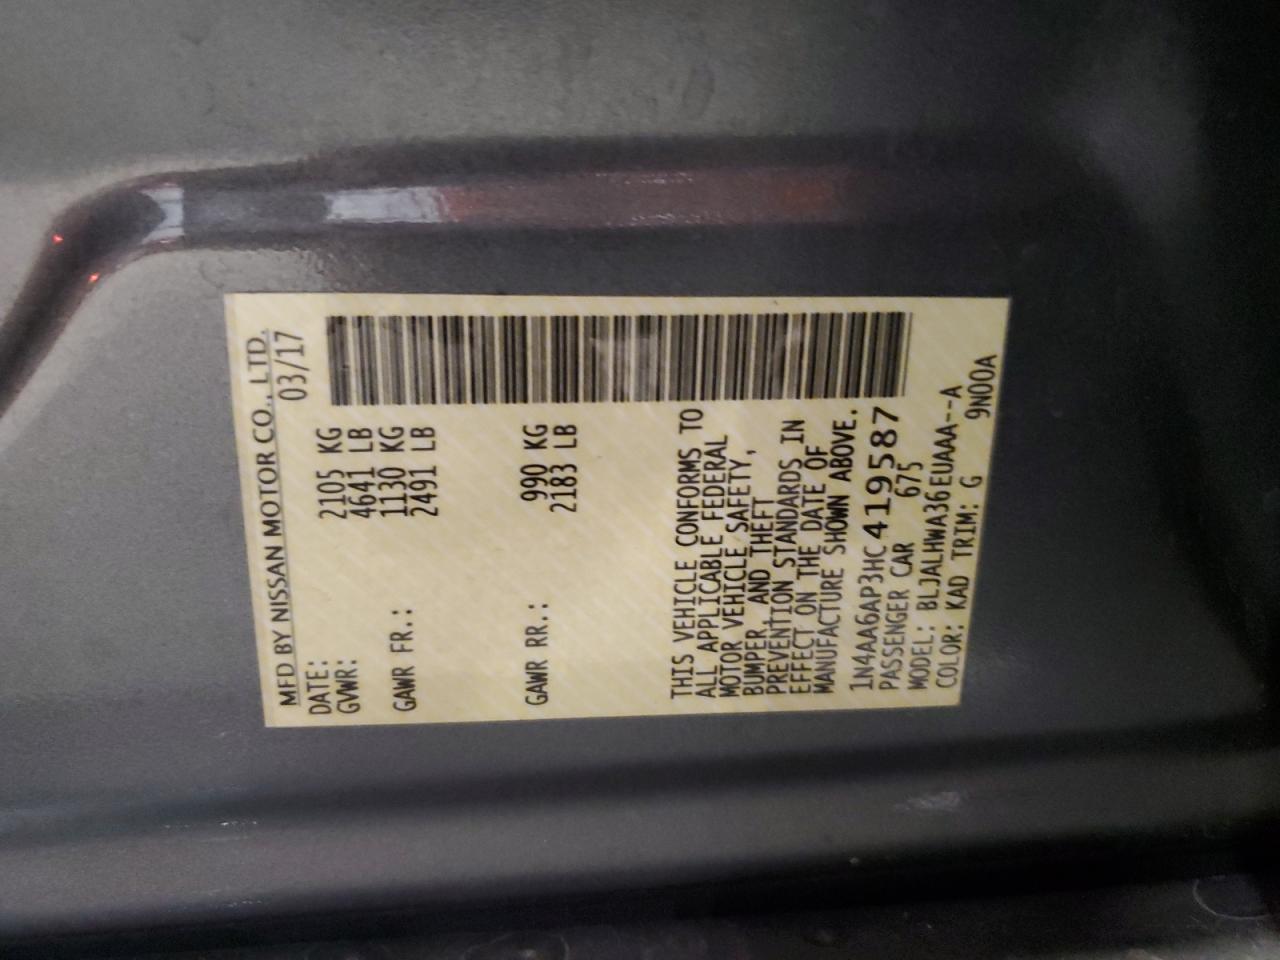 MFD BY NISSAN MOTOR CO., LTD.
DATE: 03/17
GVWR: 2105 KG
4641 LB
GAWR FR.: 1130 KG
2491 LB
GAWR RR.: 990 KG
2183 LB
THIS VEHICLE CONFORMS TO
ALL APPLICABLE FEDERAL
MOTOR VEHICLE SAFETY,
BUMPER, AND THEFT
PREVENTION STANDARDS IN
EFFECT ON THE DATE OF
MANUFACTURE SHOWN ABOVE.
1N4AA6AP3HC419587
PASSENGER CAR 675
MODEL: BLJALHWA36EUAAA--A
COLOR: KAD TRIM: G 9N00A